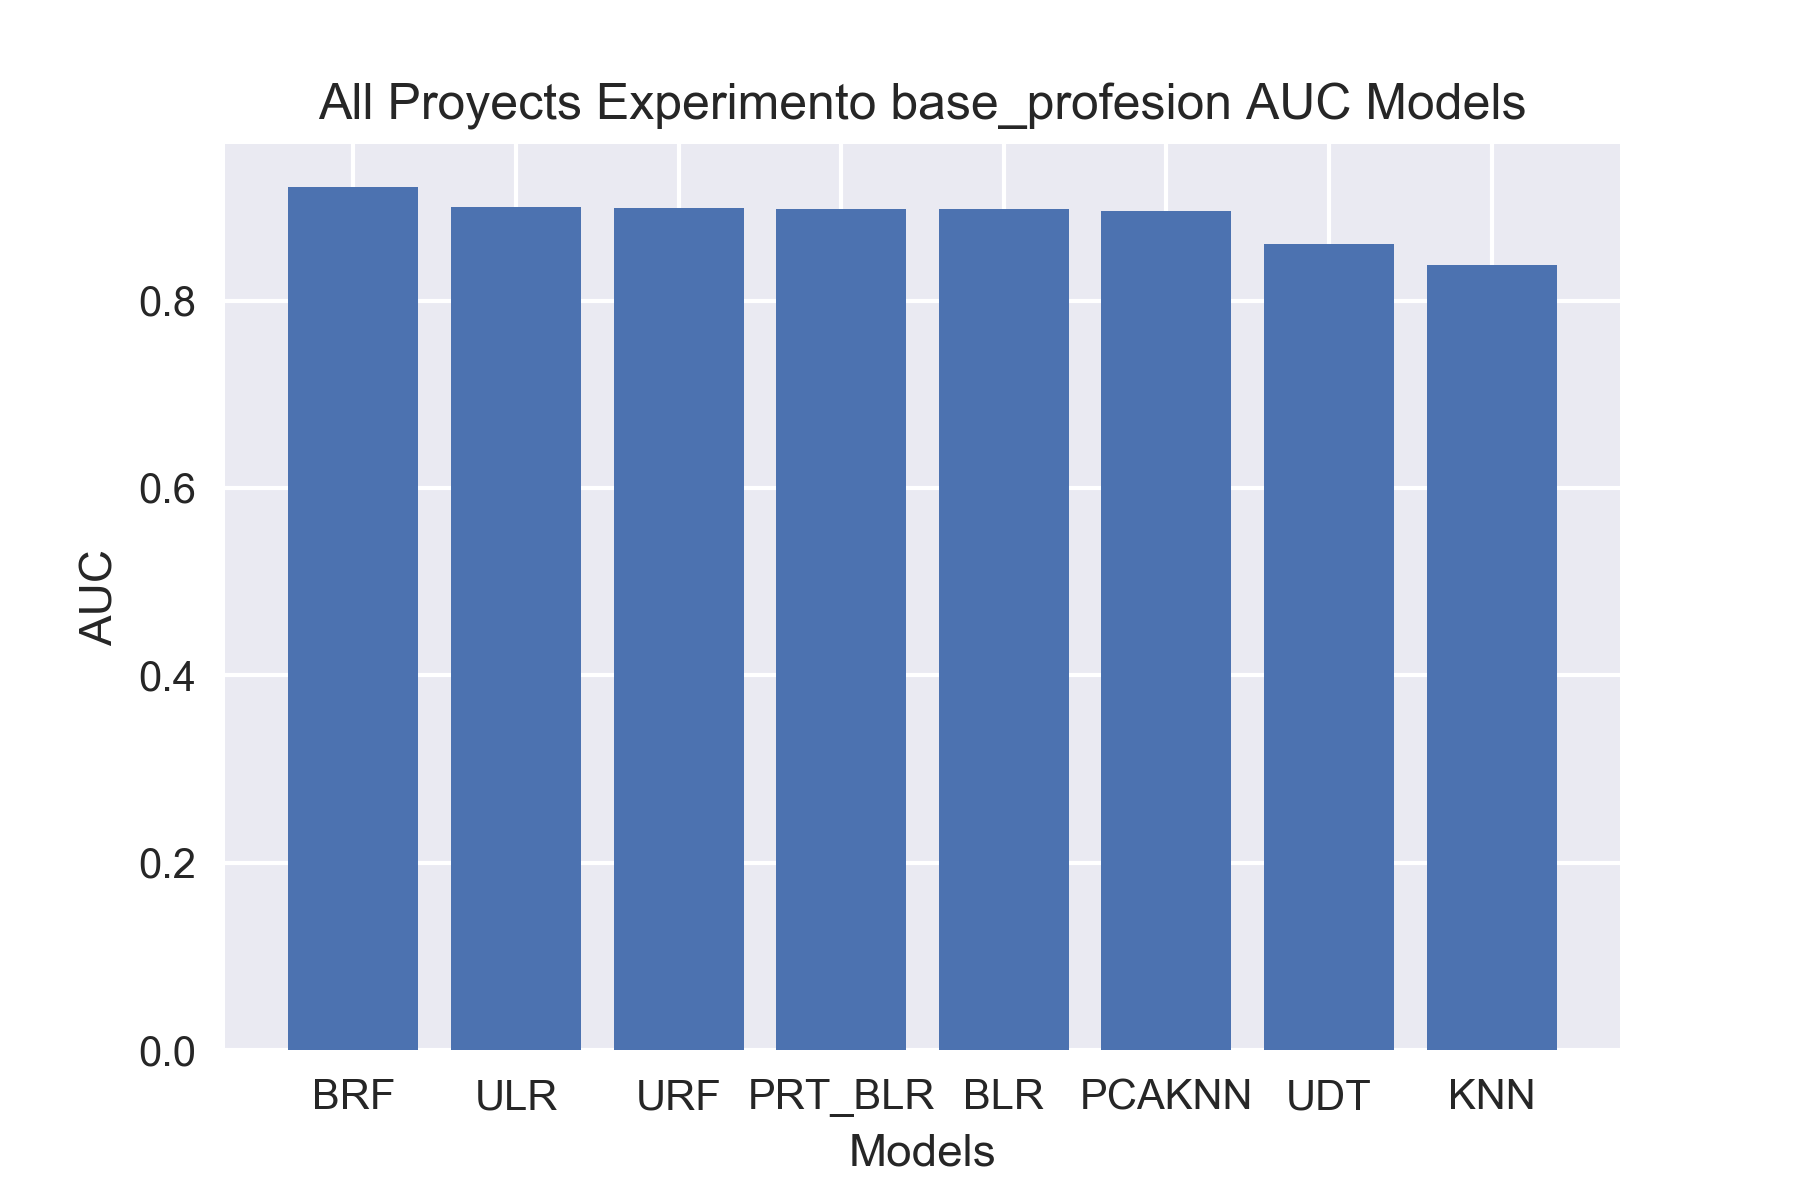 All Proyects Experimento base_profesion AUC Models
AUC
0.8
0.6
0.4
0.2
0.0
BRF ULR URF PRT_BLR BLR PCAKNN UDT KNN
Models